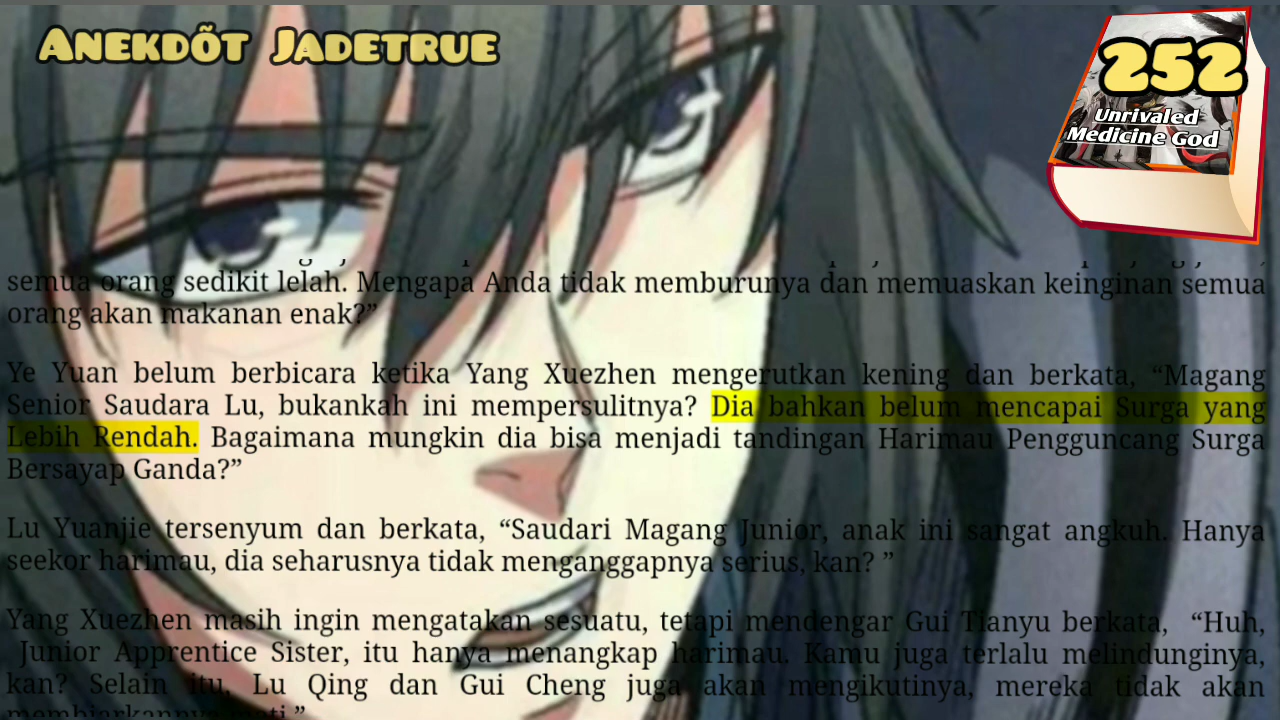 ANEKDÕT JADETRUE
252
Unrivaled
Medicine God
semua orang sedikit lelah. Mengapa Anda tidak memburunya dan memuaskan keinginan semua
orang akan makanan enak?”
Ye Yuan belum berbicara ketika Yang Xuezhen mengerutkan kening dan berkata, “Magang
Senior Saudara Lu, bukankah ini mempersulitnya? Dia bahkan belum mencapai Surga yang
Lebih Rendah. Bagaimana mungkin dia bisa menjadi tandingan Harimau Pengguncang Surga
Bersayap Ganda?”
Lu Yuanjie tersenyum dan berkata, “Saudari Magang Junior, anak ini sangat angkuh. Hanya
seekor harimau, dia seharusnya tidak menganggapnya serius, kan? ”
Yang Xuezhen masih ingin mengatakan sesuatu, tetapi mendengar Gui Tianyu berkata, “Huh,
Junior Apprentice Sister, itu hanya menangkap harimau. Kamu juga terlalu melindunginya,
kan? Selain itu, Lu Qing dan Gui Cheng juga akan mengikutinya, mereka tidak akan
membiarkannya mati.”